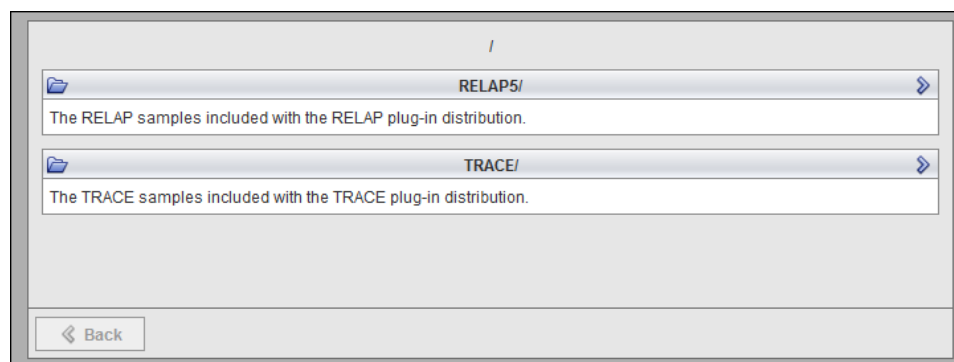 /
RELAP5/
The RELAP samples included with the RELAP plug-in distribution.
TRACE/
The TRACE samples included with the TRACE plug-in distribution.
Back